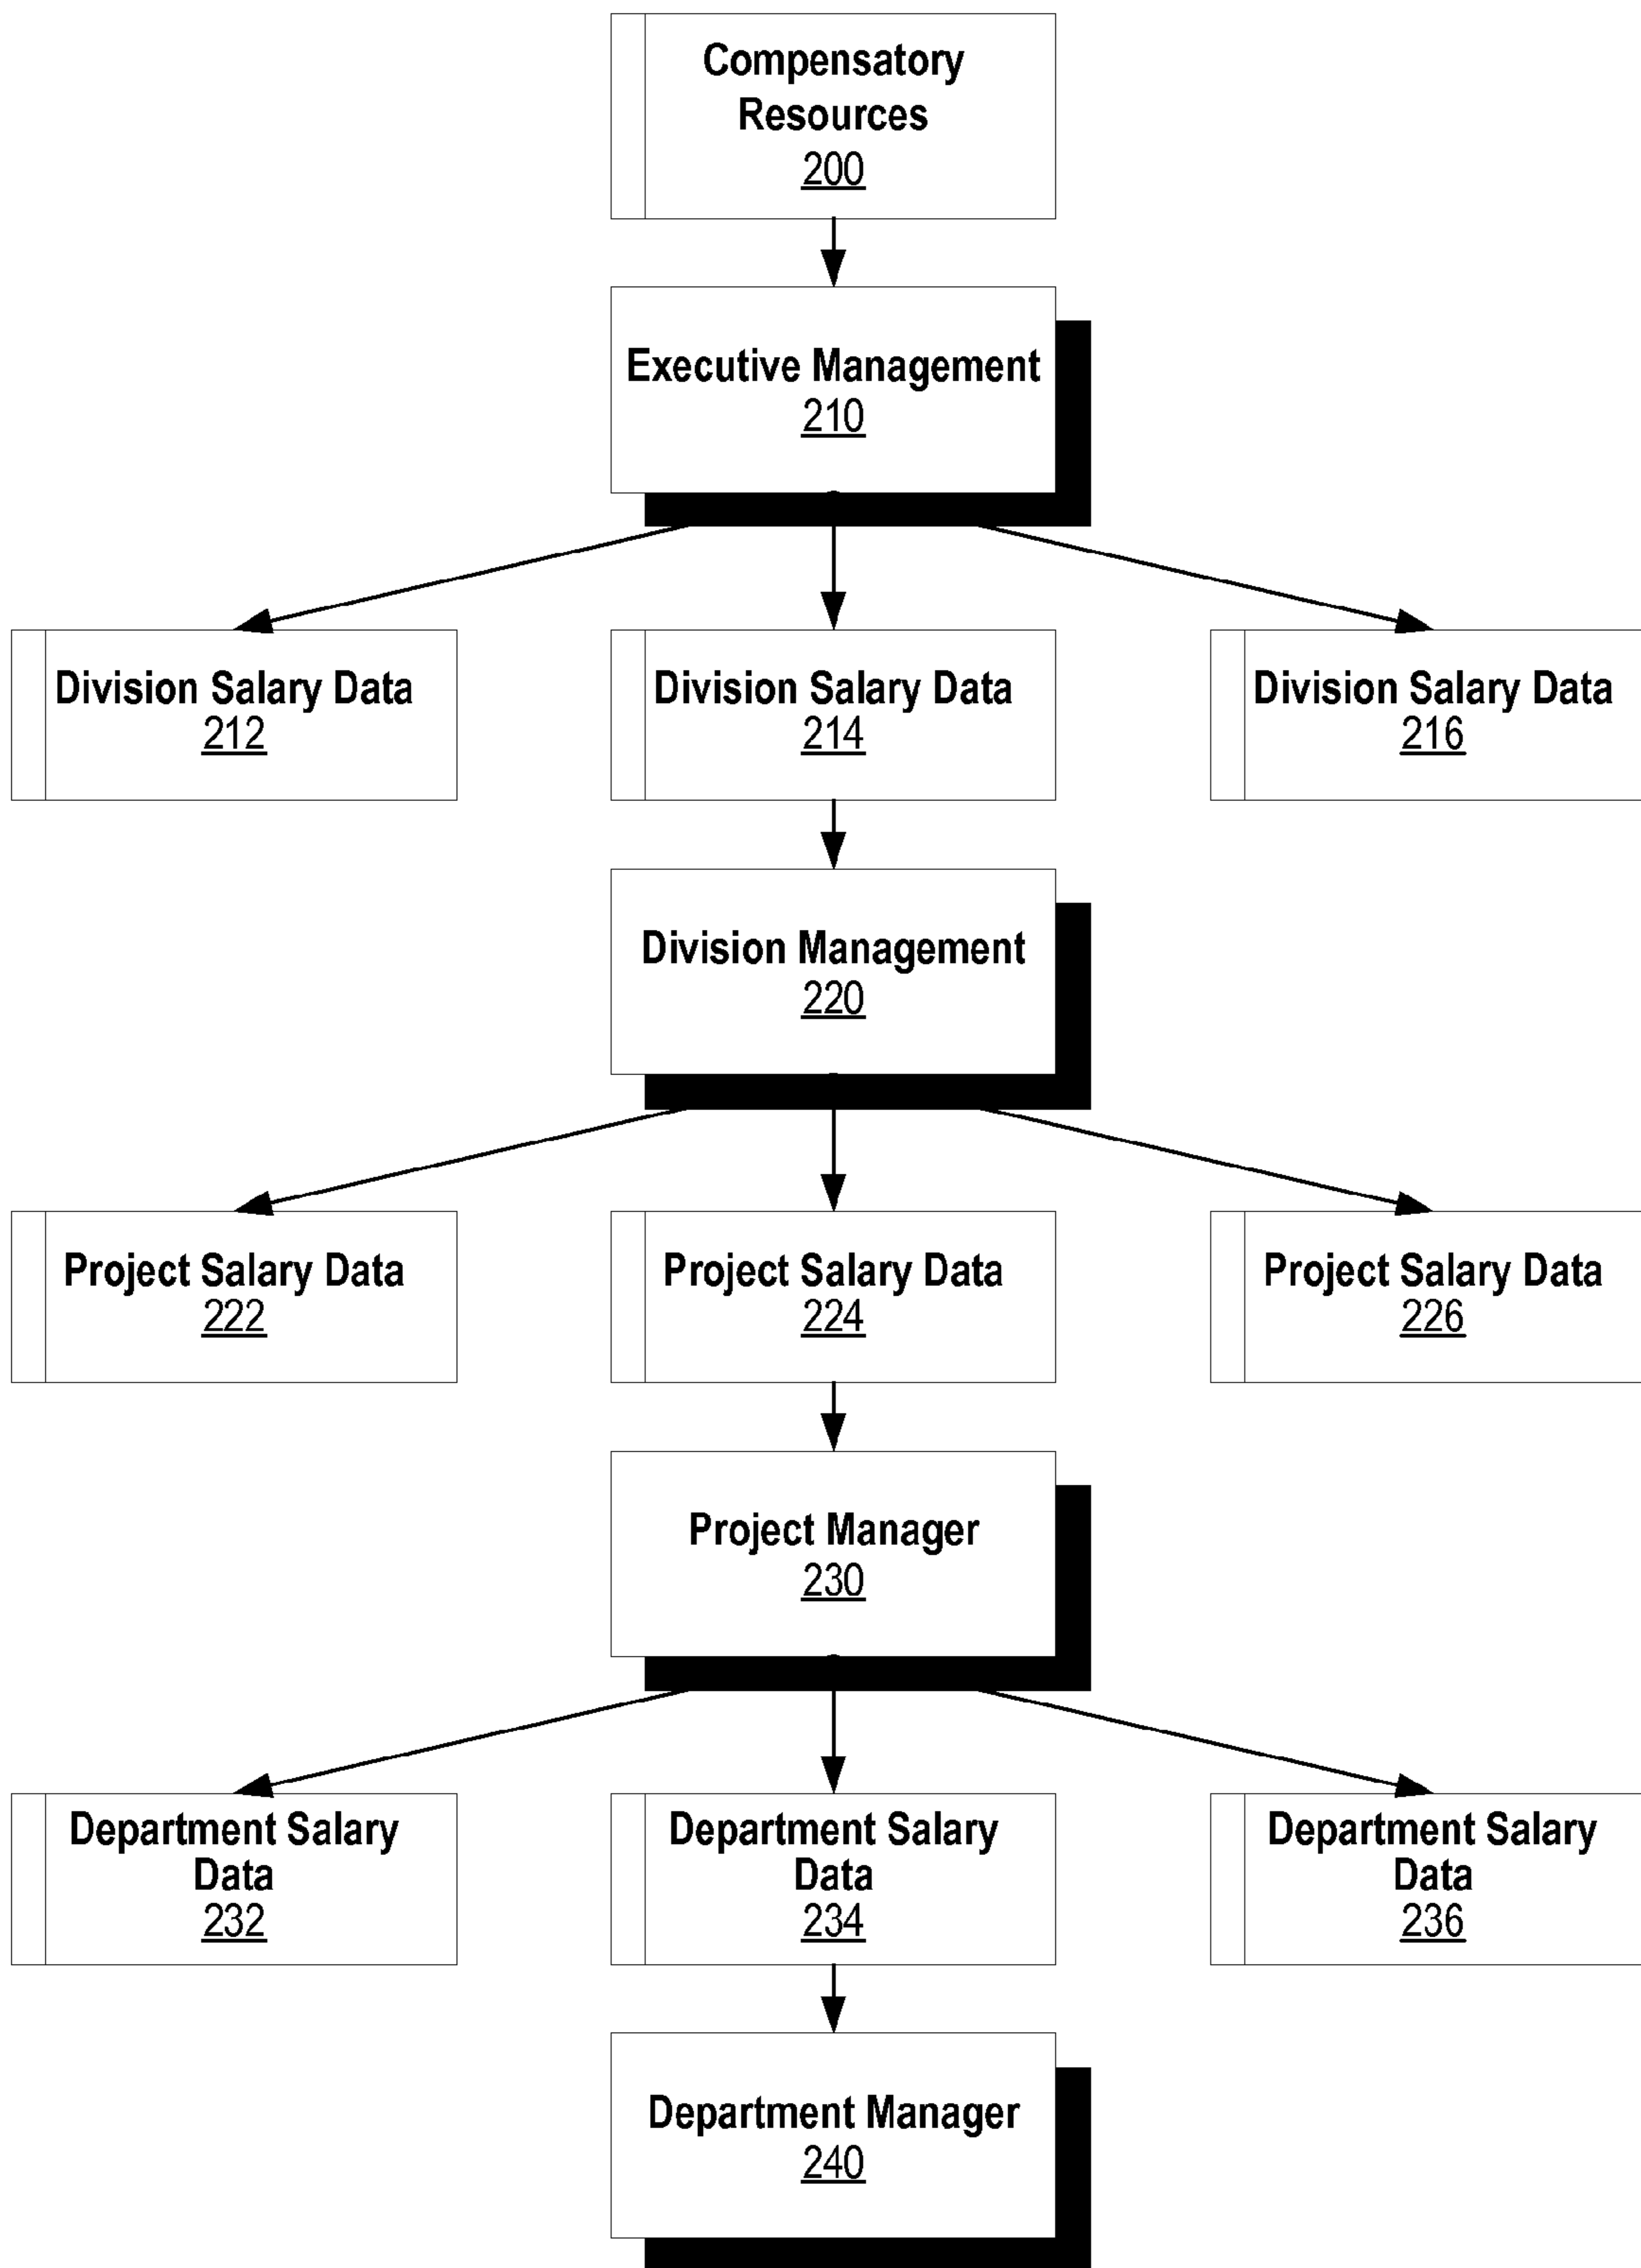 Compensatory
Resources
200
Executive Management
210
Division Salary Data
212
Division Salary Data
214
Division Salary Data
216
Division Management
220
Project Salary Data
222
Project Salary Data
224
Project Salary Data
226
Project Manager
230
Department Salary
Data
232
Department Salary
Data
234
Department Salary
Data
236
Department Manager
240